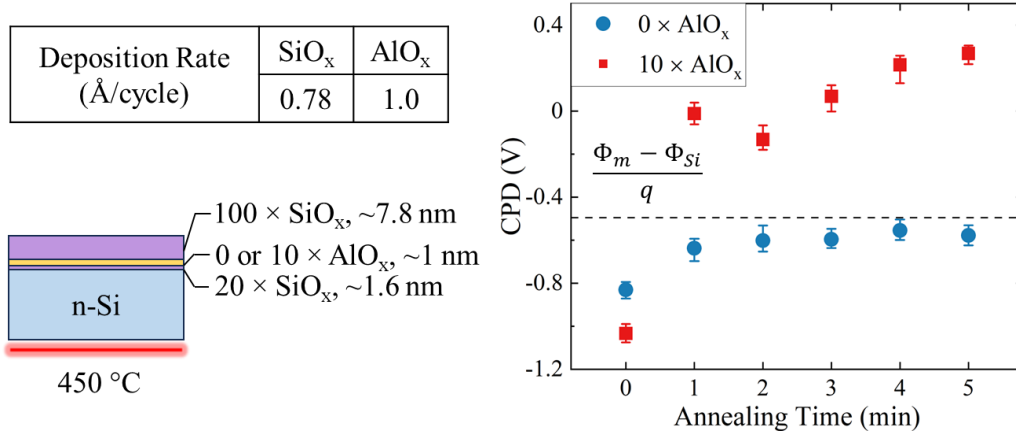 Deposition Rate
(Å/cycle)
SiOₓ AlOₓ
0.78 1.0
100 × SiOₓ, ~7.8 nm
0 or 10 × AlOₓ, ~1 nm
20 × SiOₓ, ~1.6 nm
n-Si
450 °C
0 × AlOₓ
10 × AlOₓ
(Φₘ − Φ_Si)/q
CPD (V)
0.4
0
-0.4
-0.8
-1.2
0 1 2 3 4 5
Annealing Time (min)